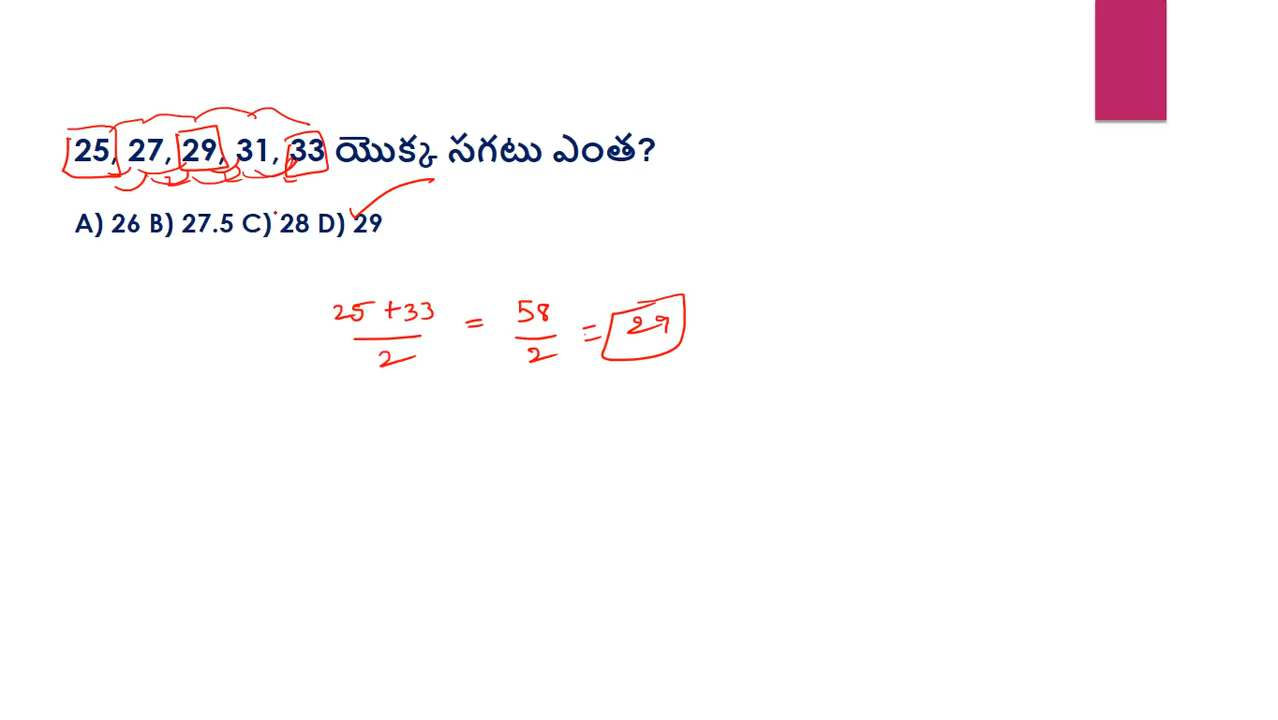 25, 27, 29, 31, 33 యొక్క సగటు ఎంత?
A) 26 B) 27.5 C) 28 D) 29
25 + 33 / 2 = 58 / 2 = 29